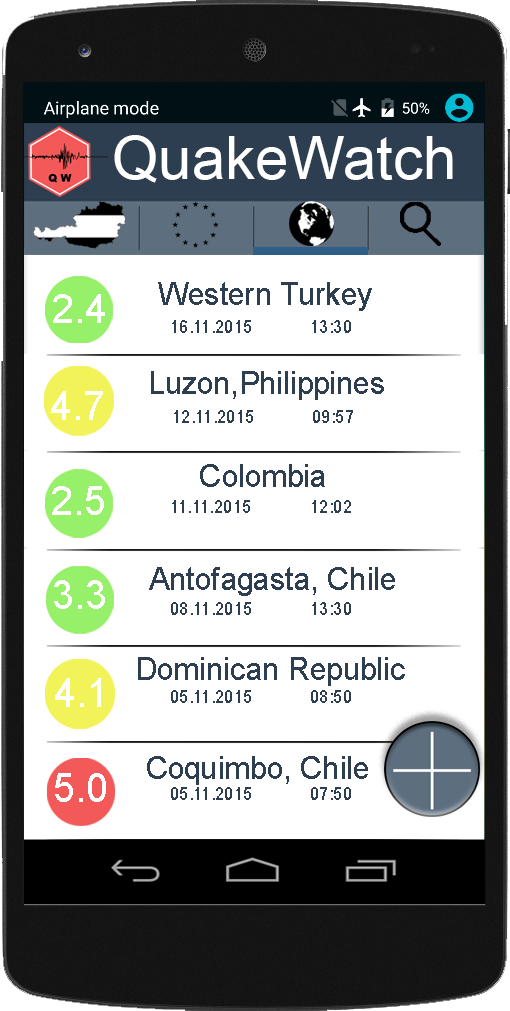 Airplane mode 50%
QW
QuakeWatch
2.4 Western Turkey
16.11.2015 13:30
4.7 Luzon,Philippines
12.11.2015 09:57
2.5 Colombia
11.11.2015 12:02
3.3 Antofagasta, Chile
08.11.2015 13:30
4.1 Dominican Republic
05.11.2015 08:50
5.0 Coquimbo, Chile
05.11.2015 07:50